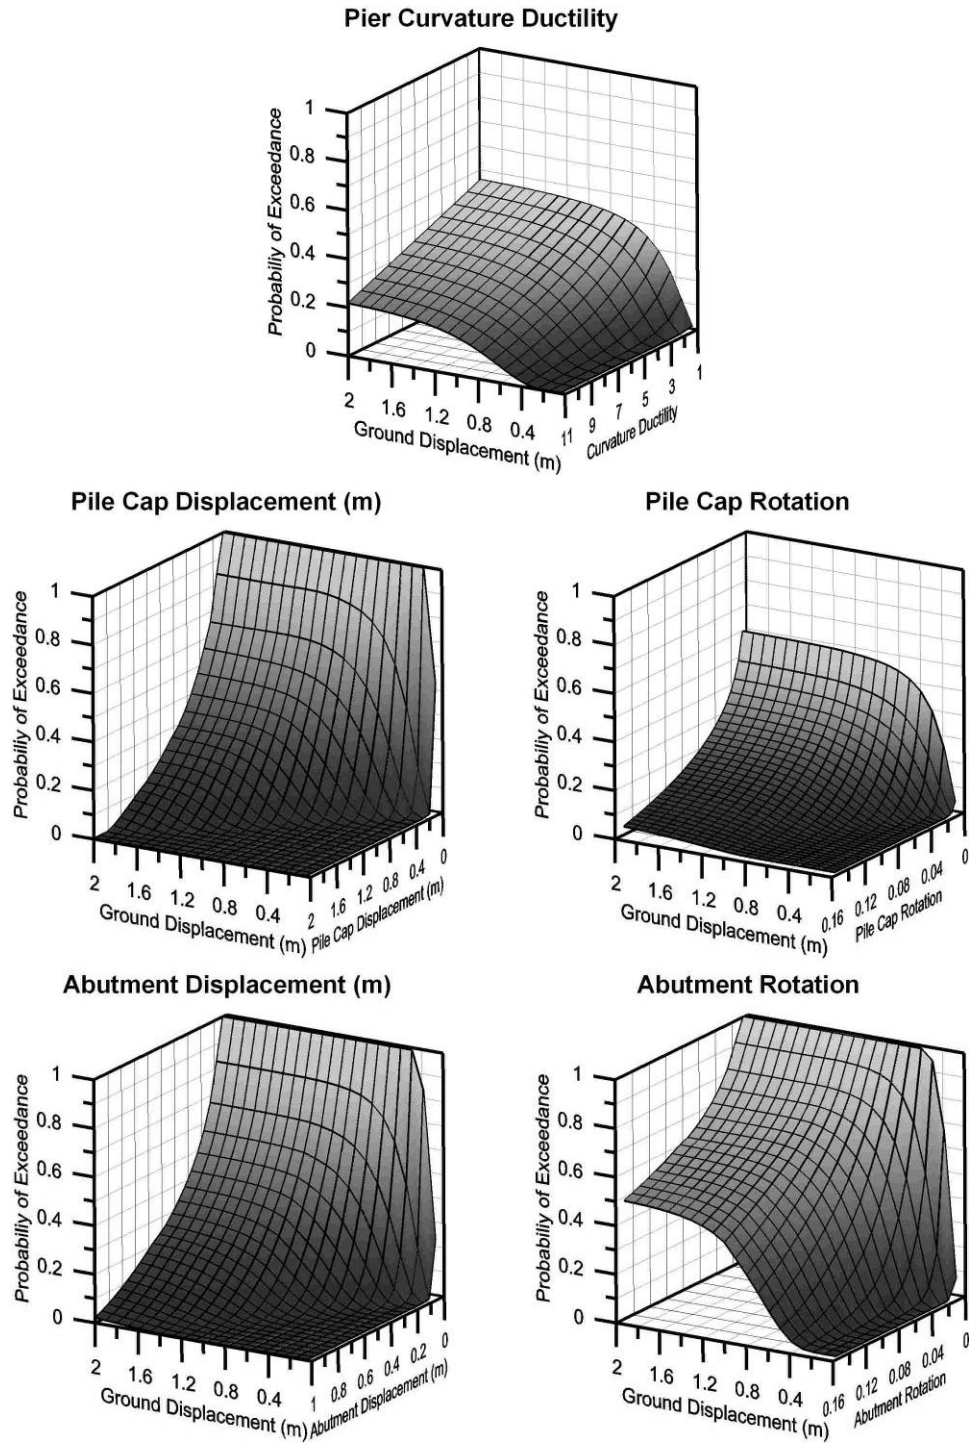 Pier Curvature Ductility
Probabiliy of Exceedance
1
0.8
0.6
0.4
0.2
0
2 1.6 1.2 0.8 0.4
Ground Displacement (m)
11 9 7 5 3 1
Curvature Ductility
Pile Cap Displacement (m)
Probabiliy of Exceedance
1
0.8
0.6
0.4
0.2
0
2 1.6 1.2 0.8 0.4
Ground Displacement (m)
2 1.6 1.2 0.8 0.4 0
Pile Cap Displacement (m)
Pile Cap Rotation
Probabiliy of Exceedance
1
0.8
0.6
0.4
0.2
0
2 1.6 1.2 0.8 0.4
Ground Displacement (m)
0.16 0.12 0.08 0.04 0
Pile Cap Rotation
Abutment Displacement (m)
Probabiliy of Exceedance
1
0.8
0.6
0.4
0.2
0
2 1.6 1.2 0.8 0.4
Ground Displacement (m)
1 0.8 0.6 0.4 0.2 0
Abutment Displacement (m)
Abutment Rotation
Probabiliy of Exceedance
1
0.8
0.6
0.4
0.2
0
2 1.6 1.2 0.8 0.4
Ground Displacement (m)
0.16 0.12 0.08 0.04 0
Abutment Rotation